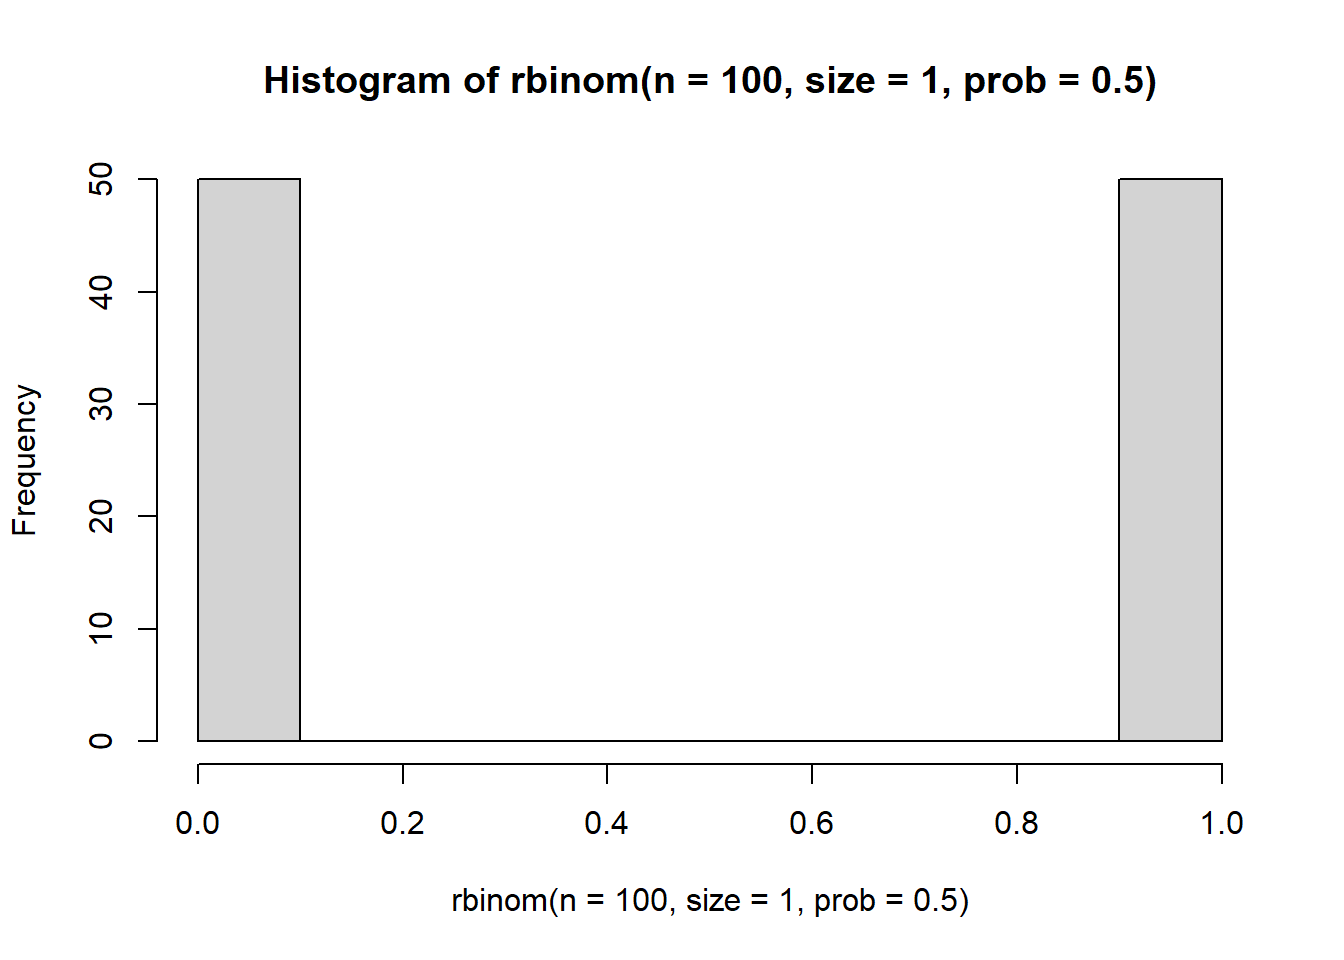 Histogram of rbinom(n = 100, size = 1, prob = 0.5)
Frequency
50
40
30
20
10
0
0.0 0.2 0.4 0.6 0.8 1.0
rbinom(n = 100, size = 1, prob = 0.5)